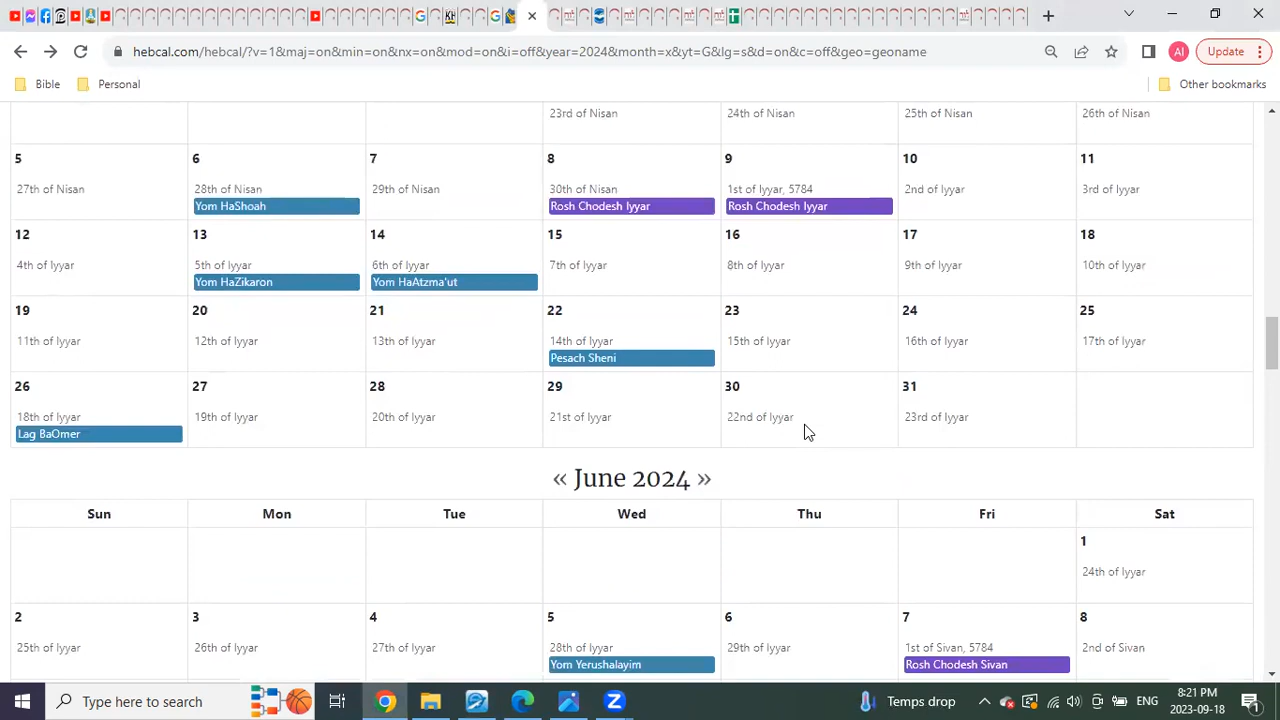 hebcal.com/hebcal/?v=1&maj=on&min=on&nx=on&mod=on&i=off&year=2024&month=x&yt=G&lg=s&d=on&c=off&geo=geoname
AI
Update
Bible
Personal
Other bookmarks
23rd of Nisan
24th of Nisan
25th of Nisan
26th of Nisan
5
6
7
8
9
10
11
27th of Nisan
28th of Nisan
29th of Nisan
30th of Nisan
1st of Iyyar, 5784
2nd of Iyyar
3rd of Iyyar
Yom HaShoah
Rosh Chodesh Iyyar
Rosh Chodesh Iyyar
12
13
14
15
16
17
18
4th of Iyyar
5th of Iyyar
6th of Iyyar
7th of Iyyar
8th of Iyyar
9th of Iyyar
10th of Iyyar
Yom HaZikaron
Yom HaAtzma'ut
19
20
21
22
23
24
25
11th of Iyyar
12th of Iyyar
13th of Iyyar
14th of Iyyar
15th of Iyyar
16th of Iyyar
17th of Iyyar
Pesach Sheni
26
27
28
29
30
31
18th of Iyyar
19th of Iyyar
20th of Iyyar
21st of Iyyar
22nd of Iyyar
23rd of Iyyar
Lag BaOmer
« June 2024 »
Sun
Mon
Tue
Wed
Thu
Fri
Sat
1
24th of Iyyar
2
3
4
5
6
7
8
25th of Iyyar
26th of Iyyar
27th of Iyyar
28th of Iyyar
29th of Iyyar
1st of Sivan, 5784
2nd of Sivan
Yom Yerushalayim
Rosh Chodesh Sivan
Type here to search
Temps drop
ENG
8:21 PM
2023-09-18